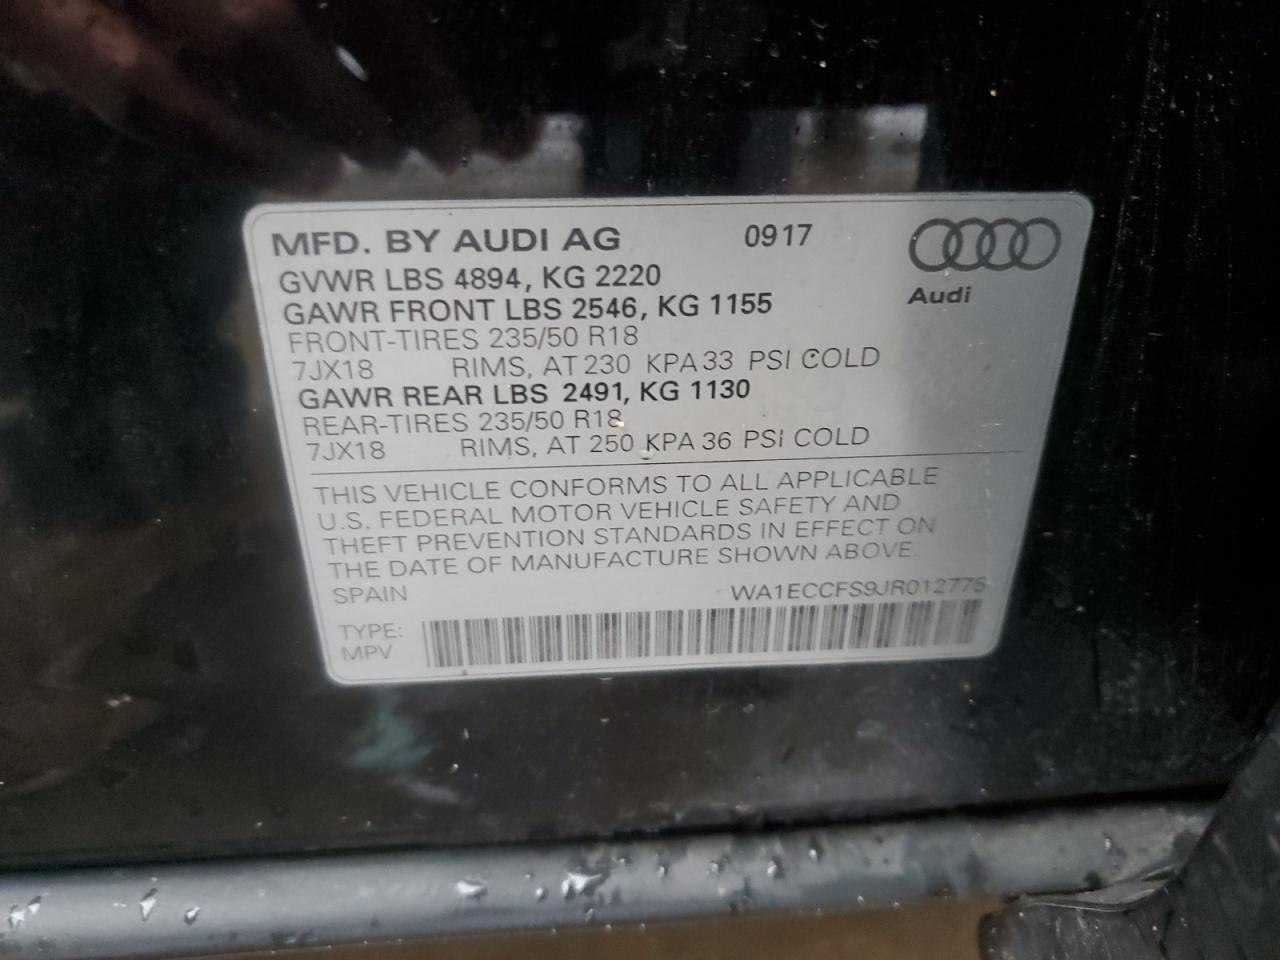 MFD. BY AUDI AG 0917
GVWR LBS 4894, KG 2220
GAWR FRONT LBS 2546, KG 1155
Audi
FRONT-TIRES 235/50 R18
7JX18 RIMS, AT 230 KPA 33 PSI COLD
GAWR REAR LBS 2491, KG 1130
REAR-TIRES 235/50 R18
7JX18 RIMS, AT 250 KPA 36 PSI COLD
THIS VEHICLE CONFORMS TO ALL APPLICABLE
U.S. FEDERAL MOTOR VEHICLE SAFETY AND
THEFT PREVENTION STANDARDS IN EFFECT ON
THE DATE OF MANUFACTURE SHOWN ABOVE.
SPAIN WA1ECCFS9JR012775
TYPE:
MPV